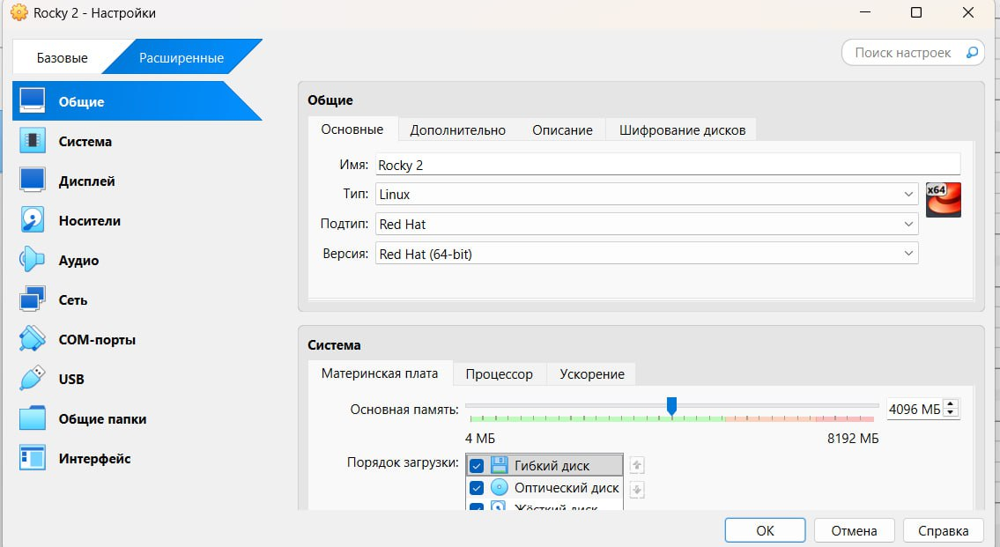 Rocky 2 - Настройки
Базовые
Расширенные
Поиск настроек
Общие
Система
Дисплей
Носители
Аудио
Сеть
COM-порты
USB
Общие папки
Интерфейс
Общие
Основные Дополнительно Описание Шифрование дисков
Имя: Rocky 2
Тип: Linux
x64
Подтип: Red Hat
Версия: Red Hat (64-bit)
Система
Материнская плата Процессор Ускорение
Основная память: 4096 МБ
4 МБ 8192 МБ
Порядок загрузки: Гибкий диск
Оптический диск
Жёсткий диск
OK Отмена Справка